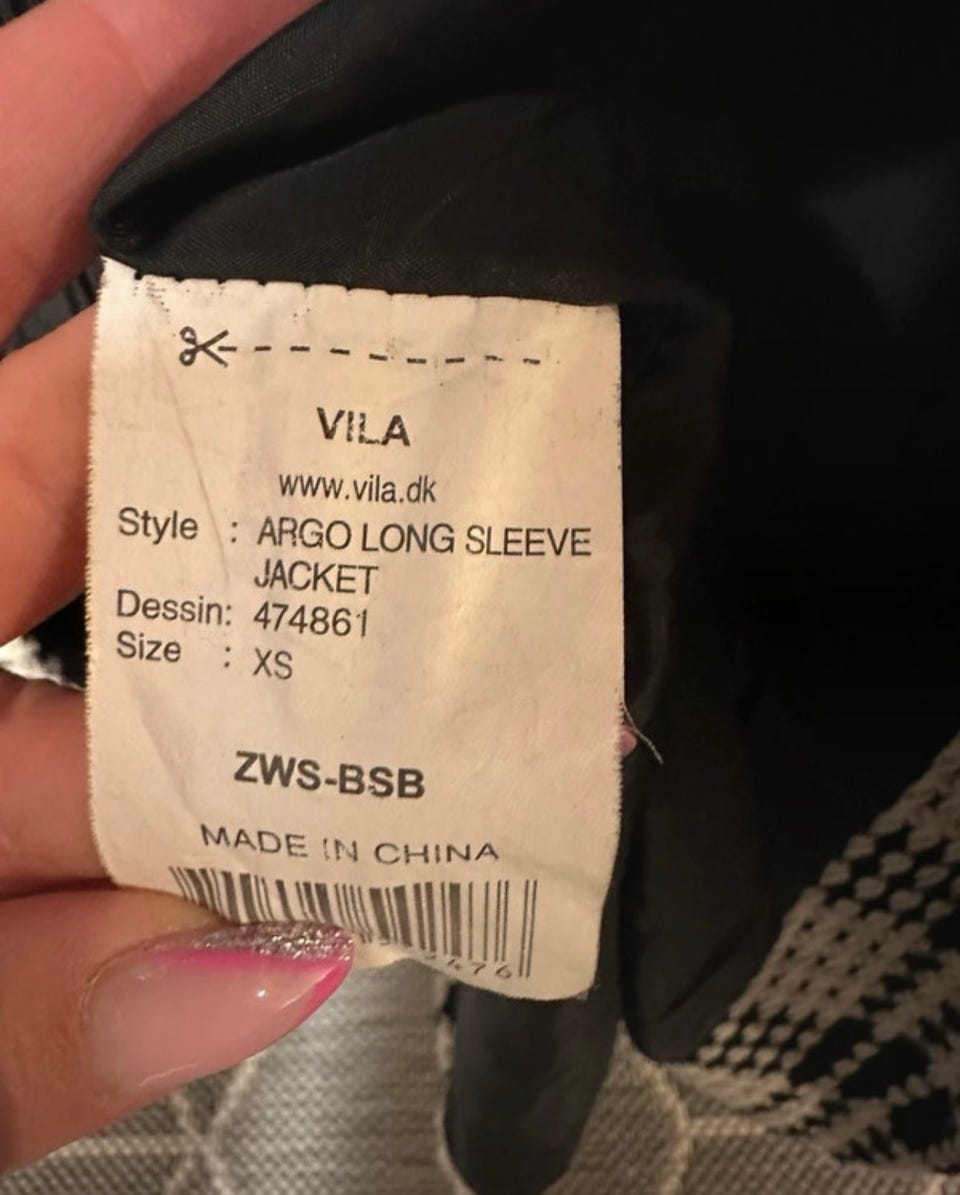 VILA
www.vila.dk
Style : ARGO LONG SLEEVE
JACKET
Dessin: 474861
Size : XS
ZWS-BSB
MADE IN CHINA